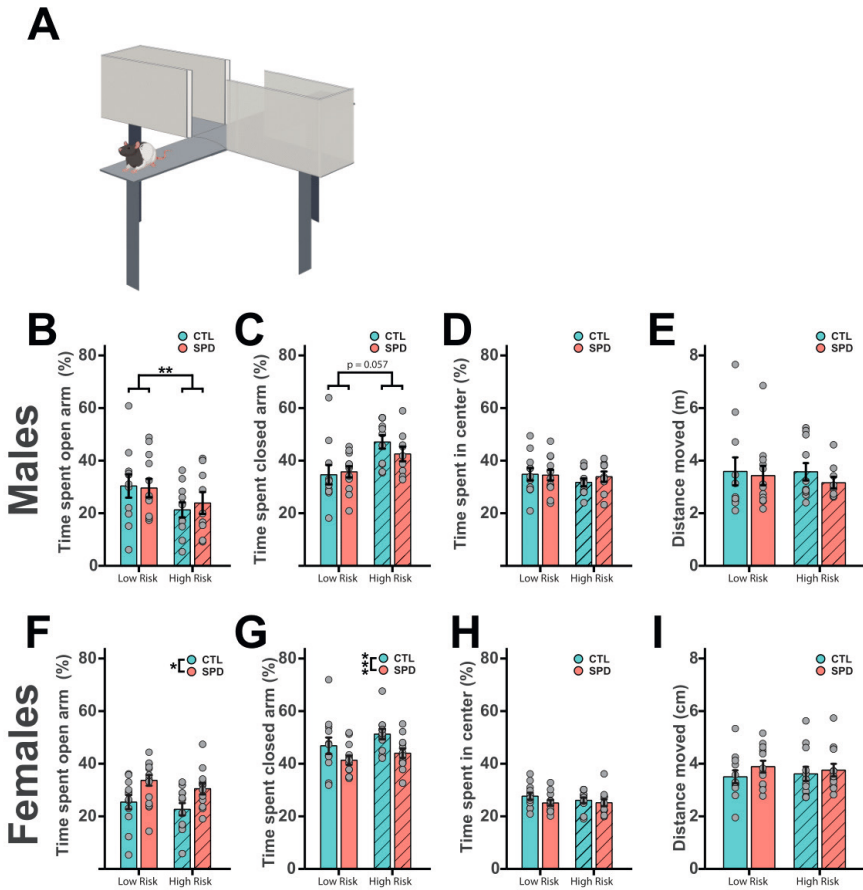 A
Males
B
Time spent open arm (%)
80
60
40
20
0
CTL
SPD
**
Low Risk High Risk
C
Time spent closed arm (%)
80
60
40
20
0
CTL
SPD
p = 0.057
Low Risk High Risk
D
Time spent in center (%)
80
60
40
20
0
CTL
SPD
Low Risk High Risk
E
Distance moved (m)
8
6
4
2
0
CTL
SPD
Low Risk High Risk
Females
F
Time spent open arm (%)
80
60
40
20
0
* CTL
SPD
Low Risk High Risk
G
Time spent closed arm (%)
80
60
40
20
0
*** CTL
SPD
Low Risk High Risk
H
Time spent in center (%)
80
60
40
20
0
CTL
SPD
Low Risk High Risk
I
Distance moved (cm)
8
6
4
2
0
CTL
SPD
Low Risk High Risk